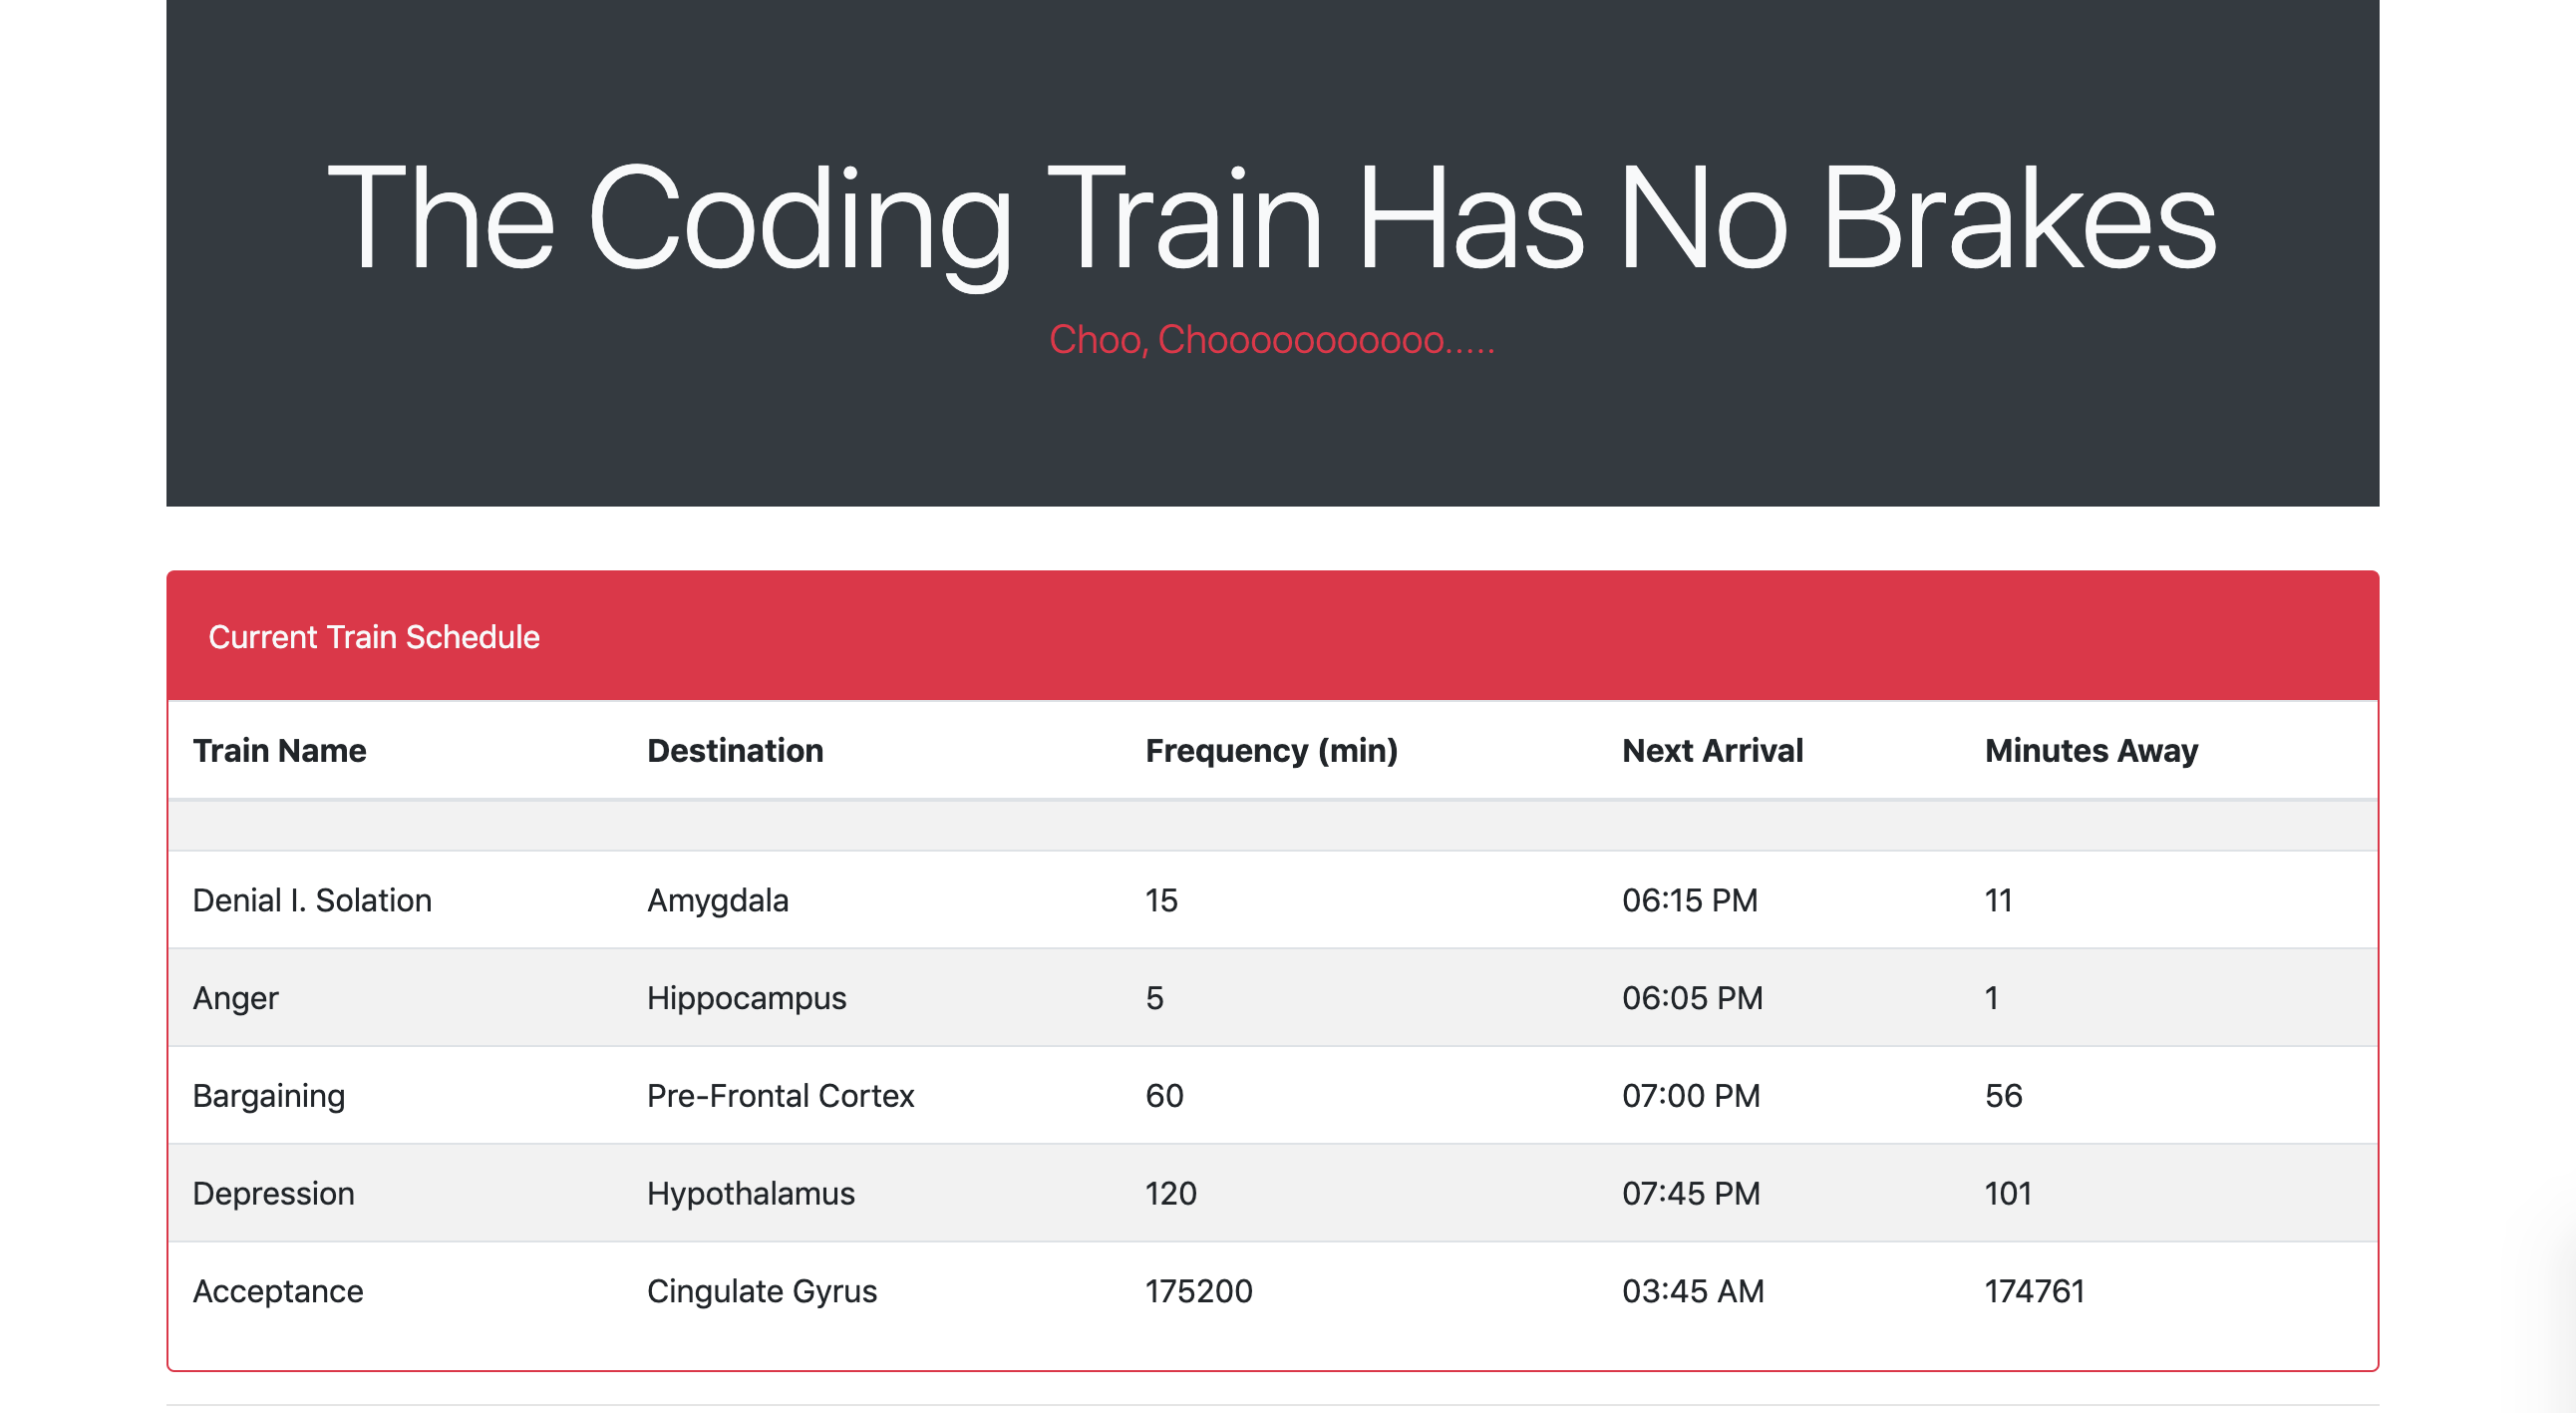 The Coding Train Has No Brakes
Choo, Chooooooooooo.....
Current Train Schedule
Train Name Destination Frequency (min) Next Arrival Minutes Away
Denial I. Solation Amygdala 15 06:15 PM 11
Anger Hippocampus 5 06:05 PM 1
Bargaining Pre-Frontal Cortex 60 07:00 PM 56
Depression Hypothalamus 120 07:45 PM 101
Acceptance Cingulate Gyrus 175200 03:45 AM 174761